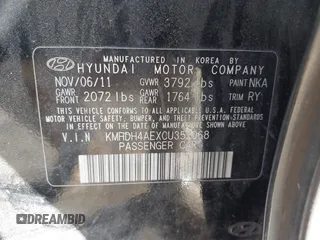 MANUFACTURED IN KOREA BY
HYUNDAI MOTOR COMPANY
NOV/06/11 GVWR 3792 lbs PAINT NKA
GAWR FRONT 2072 lbs GAWR REAR 1764 lbs TRIM RY
THIS VEHICLE CONFORMS TO ALL APPLICABLE U.S. FEDERAL
MOTOR VEHICLE SAFETY, BUMPER, AND THEFT PREVENTION
STANDARDS IN EFFECT ON THE DATE OF MANUFACTURE SHOWN ABOVE.
V.I.N
PASSENGER
AUTOBIDMASTER